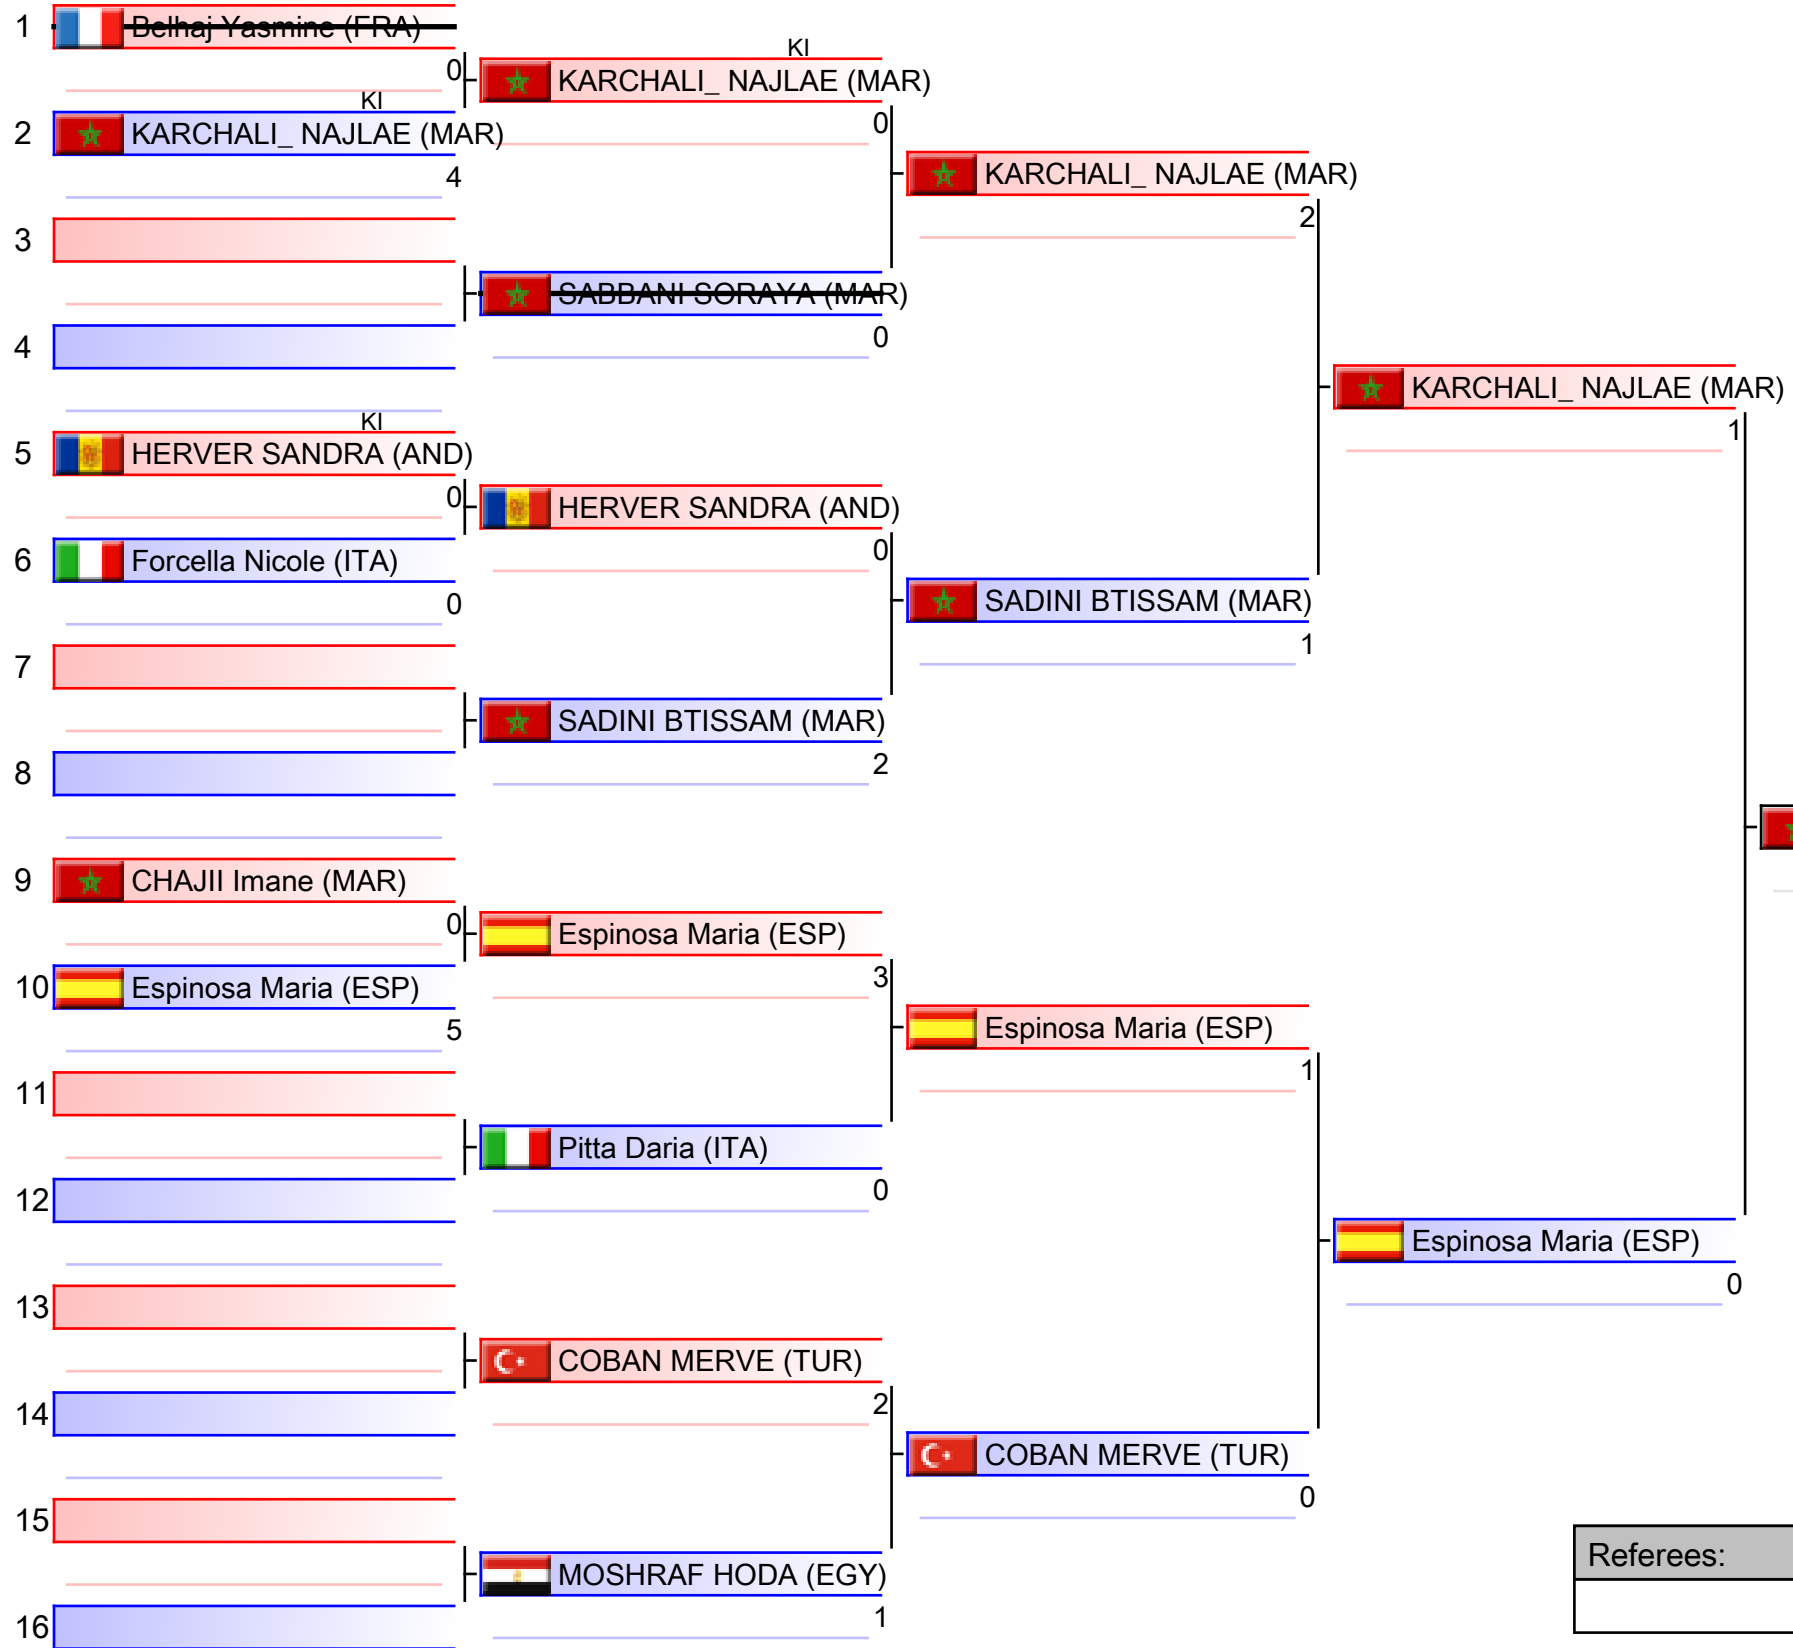 1 Belhaj Yasmine (FRA)
KI
0 KARCHALI_ NAJLAE (MAR)
KI
2 KARCHALI_ NAJLAE (MAR)
0
4 KARCHALI_ NAJLAE (MAR)
2
3
SABBANI SORAYA (MAR)
0
4
KARCHALI_ NAJLAE (MAR)
1
KI
5 HERVER SANDRA (AND)
0 HERVER SANDRA (AND)
0
6 Forcella Nicole (ITA)
0 SADINI BTISSAM (MAR)
1
7
SADINI BTISSAM (MAR)
2
8
9 CHAJII Imane (MAR)
0 Espinosa Maria (ESP)
3
10 Espinosa Maria (ESP)
5 Espinosa Maria (ESP)
1
11
Pitta Daria (ITA)
0
12
Espinosa Maria (ESP)
0
13
COBAN MERVE (TUR)
2
14
COBAN MERVE (TUR)
0
15
Referees:
MOSHRAF HODA (EGY)
1
16